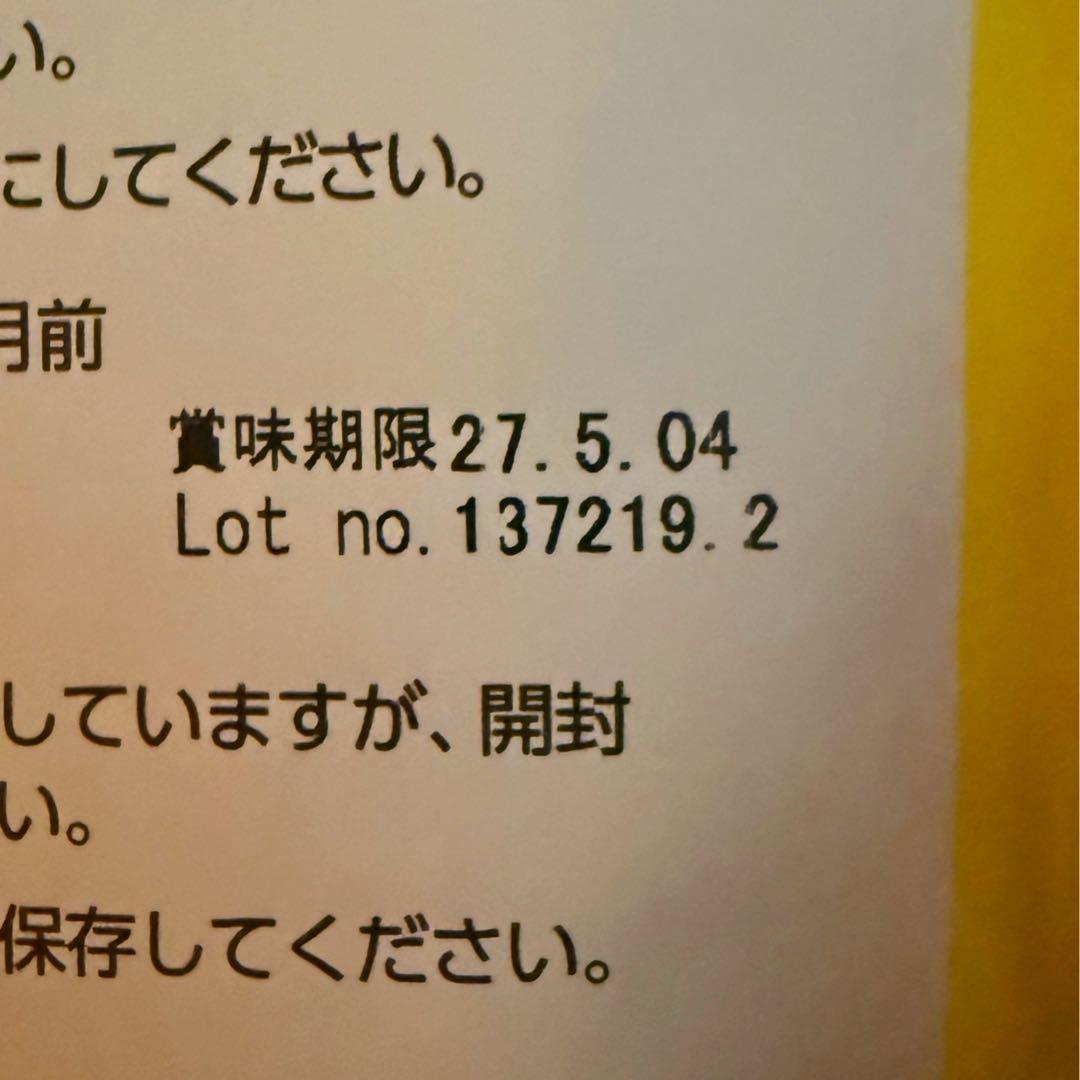 い。
にしてください。
月前
賞味期限27.5.04
Lot no.137219.2
していますが、開封
い。
保存してください。